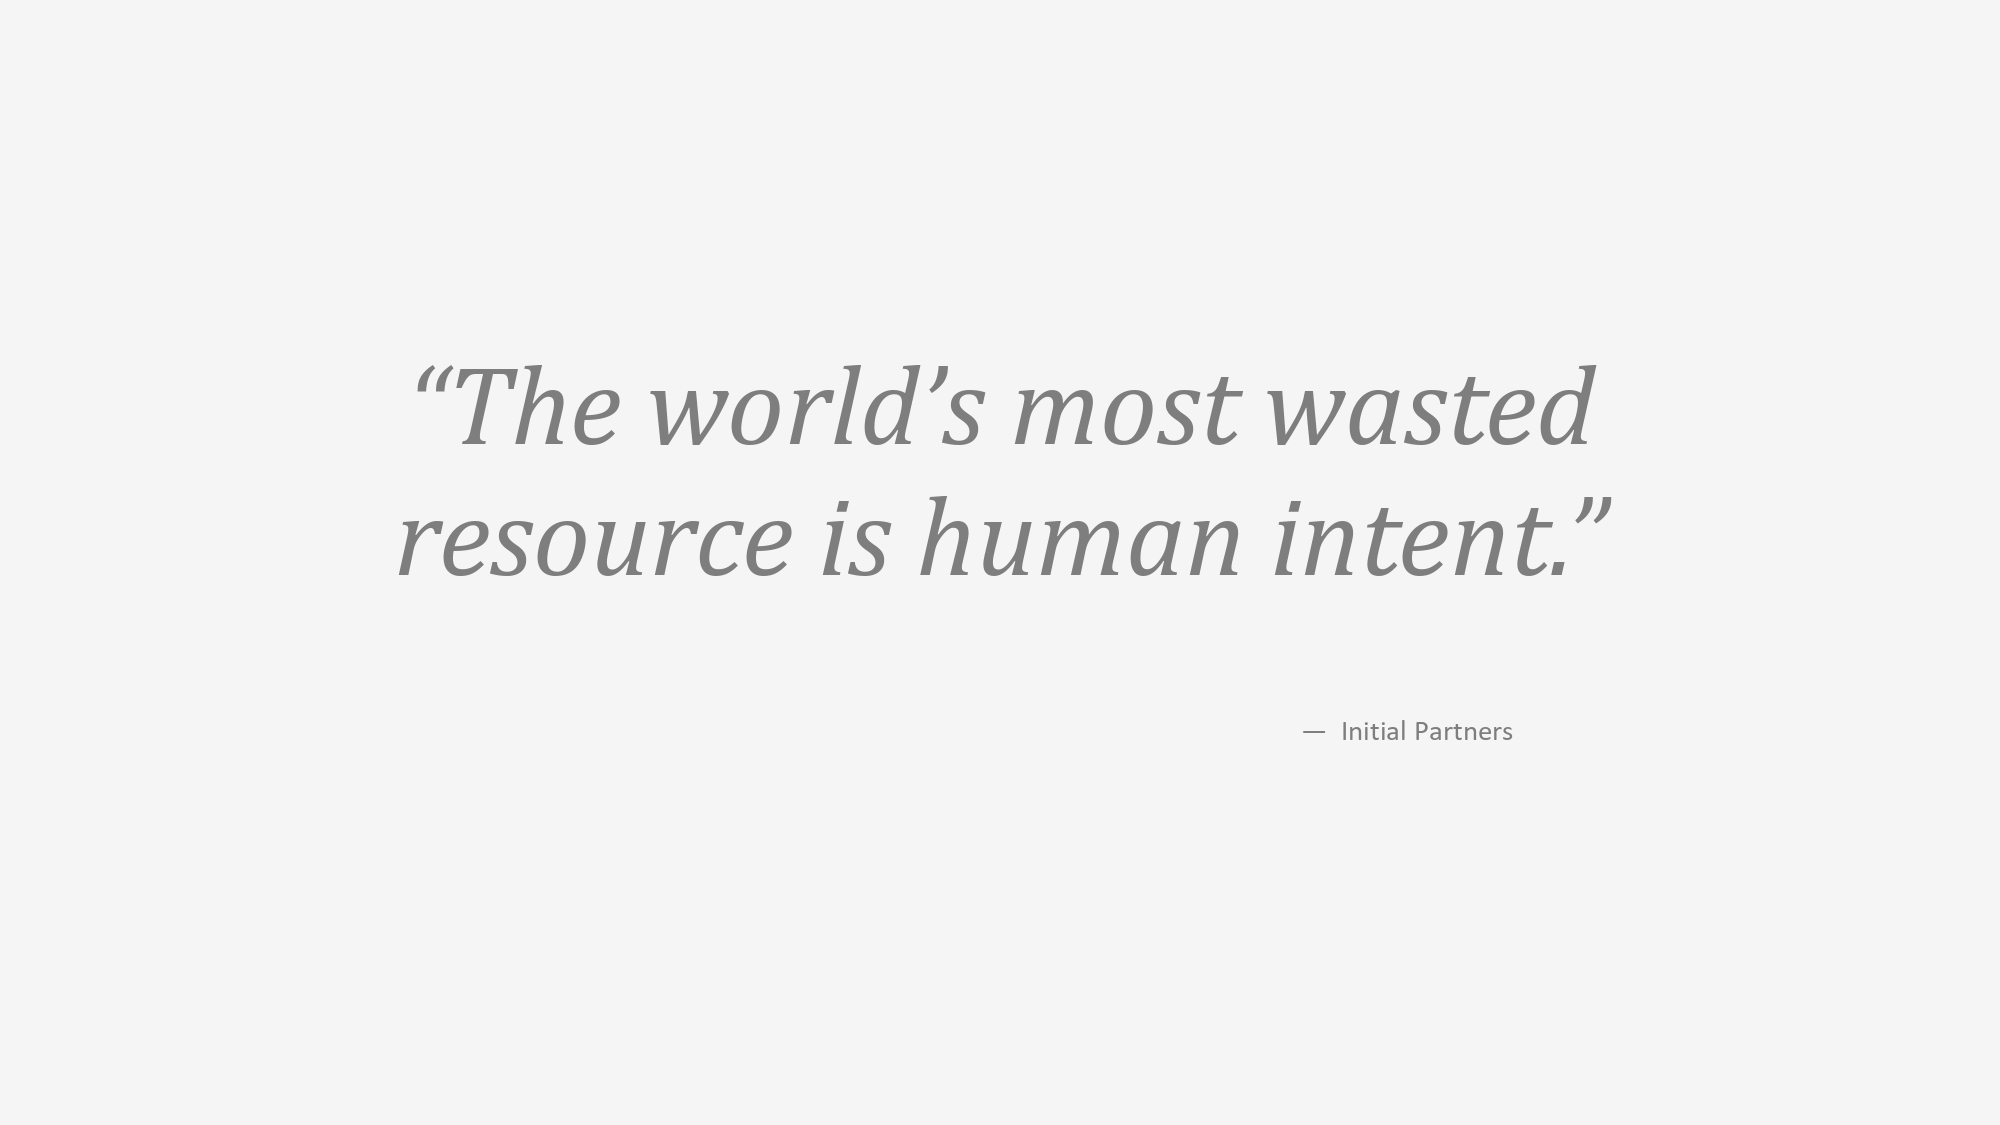 “The world’s most wasted
resource is human intent.”
— Initial Partners